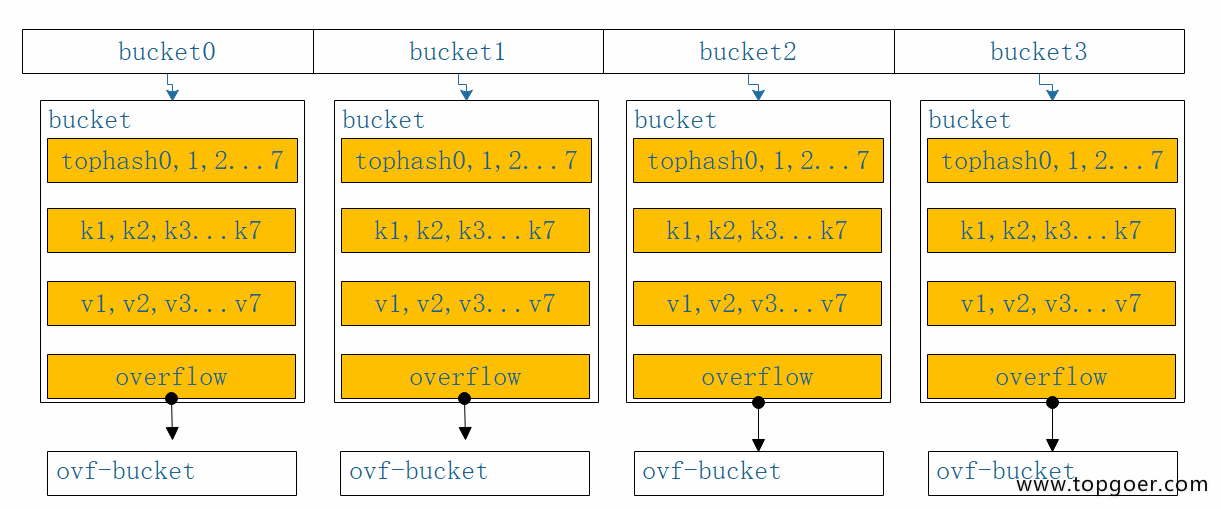 bucket0 bucket1 bucket2 bucket3
bucket bucket bucket bucket
tophash0,1,2...7 tophash0,1,2...7 tophash0,1,2...7 tophash0,1,2...7
k1,k2,k3...k7 k1,k2,k3...k7 k1,k2,k3...k7 k1,k2,k3...k7
v1,v2,v3...v7 v1,v2,v3...v7 v1,v2,v3...v7 v1,v2,v3...v7
overflow overflow overflow overflow
ovf-bucket ovf-bucket ovf-bucket ovf-bucket
www.topgoer.com